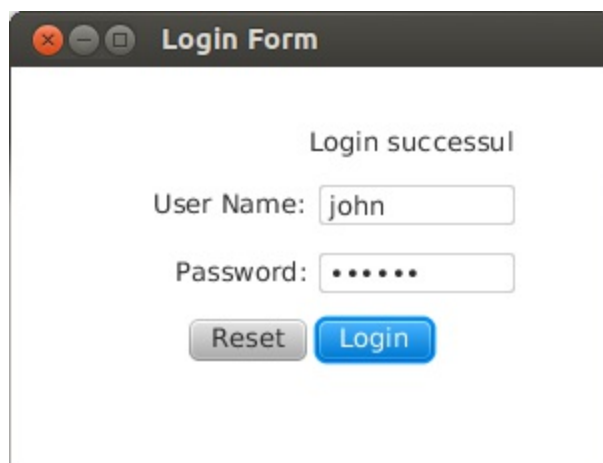 Login Form
Login successul
User Name: john
Password: ••••••
Reset Login